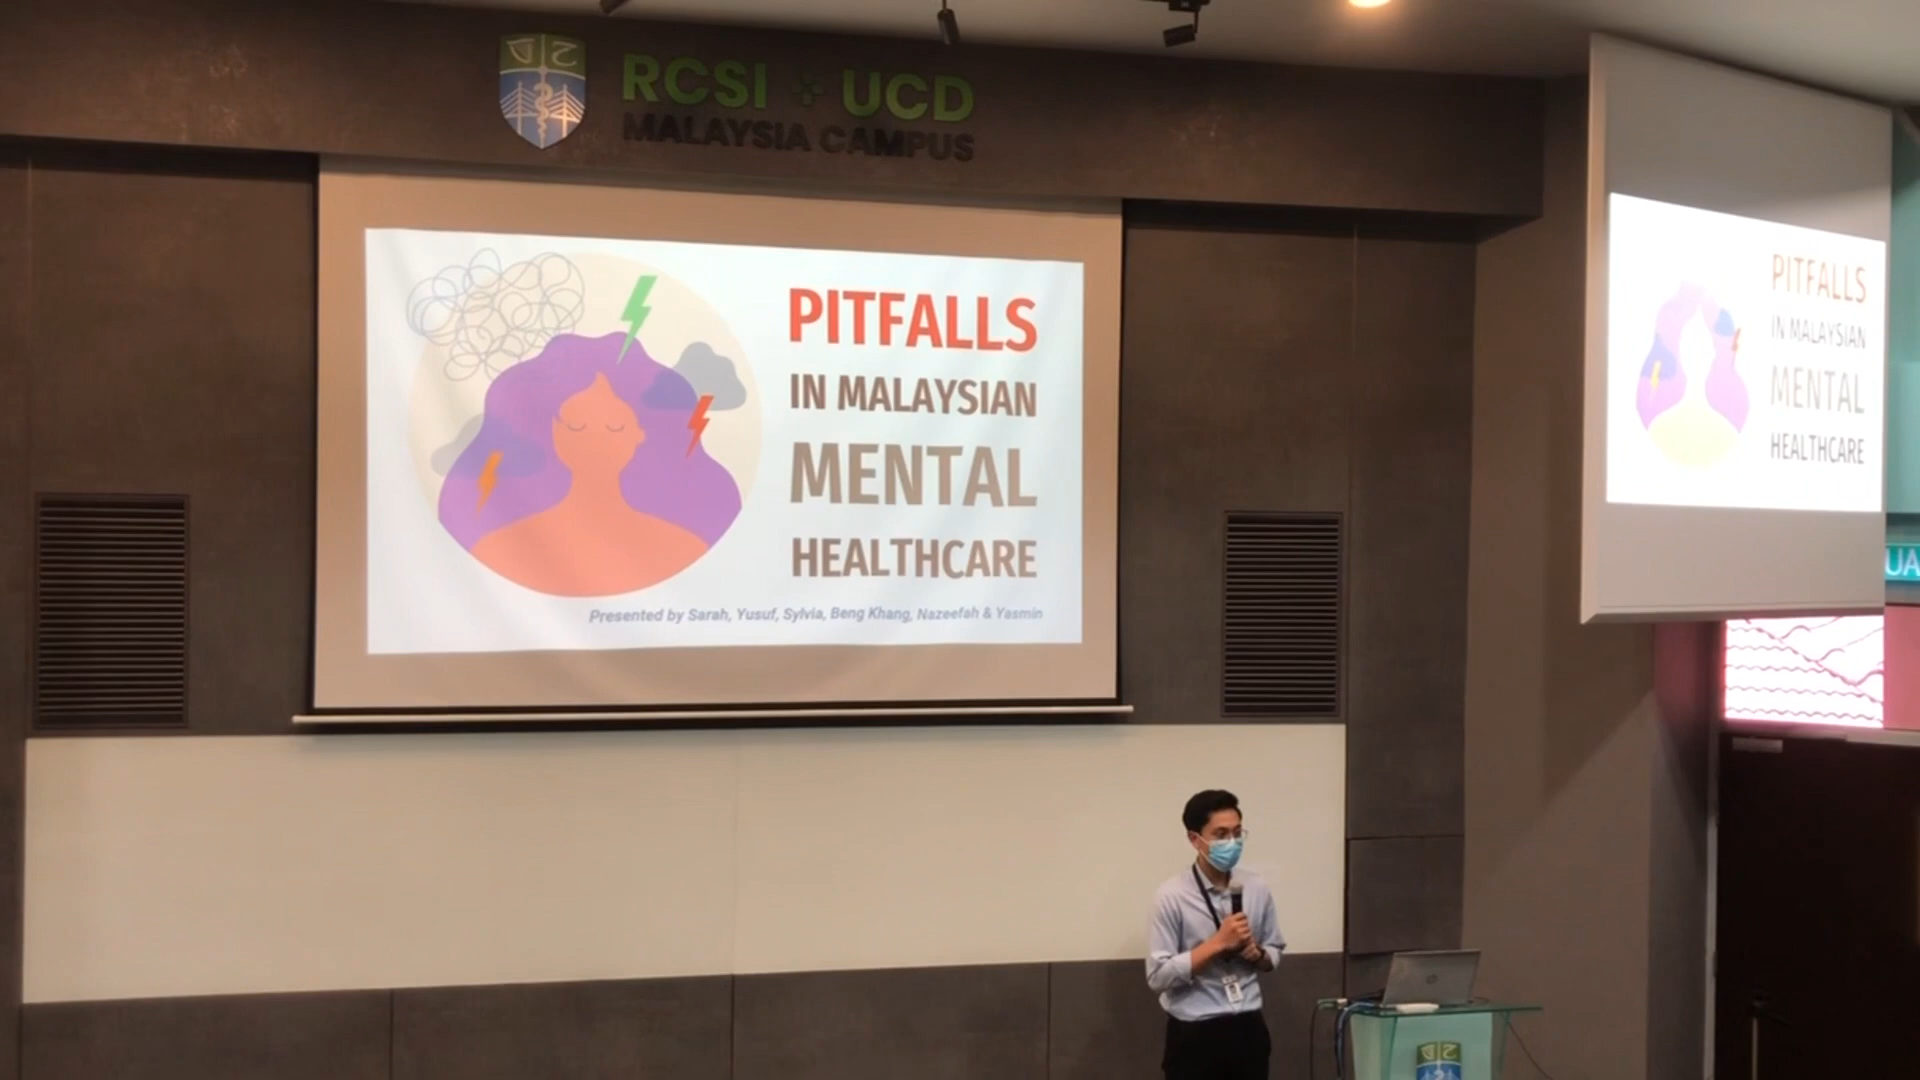 RCSI UCD
MALAYSIA CAMPUS
PITFALLS
IN MALAYSIAN
MENTAL
HEALTHCARE
Presented by Sarah, Yusuf, Sylvia, Beng Khang, Nazeefah & Yasmin
PITFALLS
IN MALAYSIAN
MENTAL
HEALTHCARE
UA